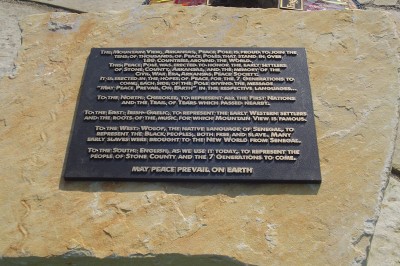 The Mountain View, Arkansas, Peace Pole is proud to join the
tens of thousands of Peace Poles that stand in over
180 countries around the world.
This Peace Pole was erected to honor the early settlers
of Stone County, Arkansas, and the memory of the
Civil War Era, Arkansas Peace Society.
It is erected in the hopes of peace for the 7 generations to
come, each side of the pole giving the message
"May Peace Prevail On Earth" in the respective languages...
To the North: Cherokee, to represent all the First Nations
and the Trail of Tears which passed nearby.
To the East: Irish-Gaelic, to represent the early Western settlers
and the roots of the music, for which Mountain View is famous.
To the West: Wolof, the native language of Senegal, to
represent the Black peoples, both free and slave. Many
early slaves were brought to the New World from Senegal.
To the South: English, as we use it today, to represent the
people of Stone County and the 7 Generations to come.
May Peace Prevail On Earth